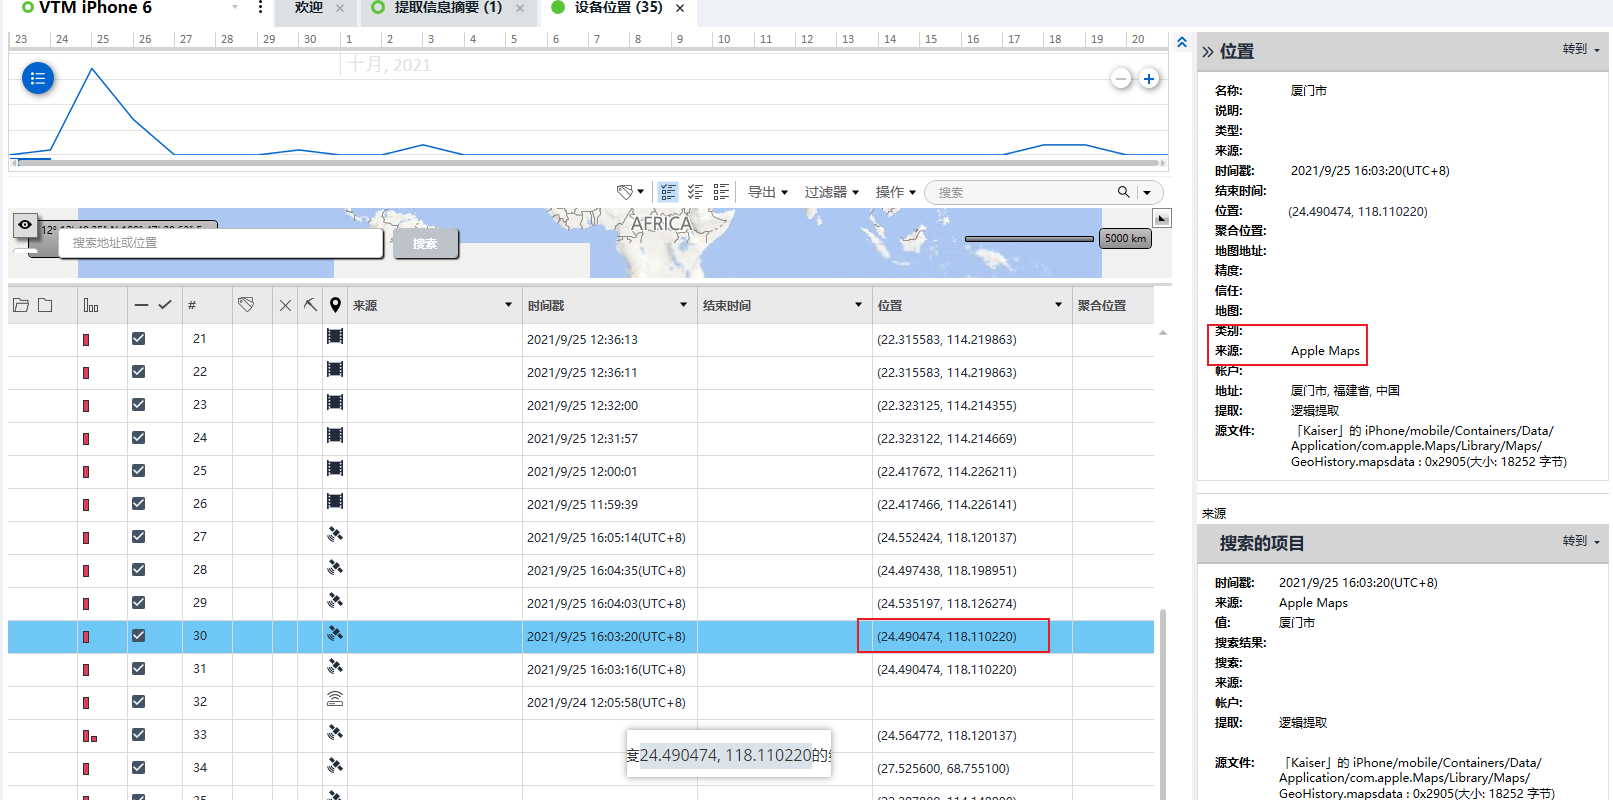 VTM iPhone 6
欢迎
提取信息摘要 (1)
设备位置 (35)
23 24 25 26 27 28 29 30 1 2 3 4 5 6 7 8 9 10 11 12 13 14 15 16 17 18 19 20
十月, 2021
导出 过滤器 操作 搜索
AFRICA
搜索地址或位置
搜索
5000 km
# 来源 时间戳 结束时间 位置 聚合位置
21 2021/9/25 12:36:13 (22.315583, 114.219863)
22 2021/9/25 12:36:11 (22.315583, 114.219863)
23 2021/9/25 12:32:00 (22.323125, 114.214355)
24 2021/9/25 12:31:57 (22.323122, 114.214669)
25 2021/9/25 12:00:01 (22.417672, 114.226211)
26 2021/9/25 11:59:39 (22.417466, 114.226141)
27 2021/9/25 16:05:14(UTC+8) (24.552424, 118.120137)
28 2021/9/25 16:04:35(UTC+8) (24.497438, 118.198951)
29 2021/9/25 16:04:03(UTC+8) (24.535197, 118.126274)
30 2021/9/25 16:03:20(UTC+8) (24.490474, 118.110220)
31 2021/9/25 16:03:16(UTC+8) (24.490474, 118.110220)
32 2021/9/24 12:05:58(UTC+8)
33 (24.564772, 118.120137)
34 (27.525600, 68.755100)
24.490474, 118.110220的
位置
转到
名称: 厦门市
说明:
类型:
来源:
时间戳: 2021/9/25 16:03:20(UTC+8)
结束时间:
位置: (24.490474, 118.110220)
聚合位置:
地图地址:
精度:
信任:
地图:
类别:
来源: Apple Maps
帐户:
地址: 厦门市, 福建省, 中国
提取: 逻辑提取
源文件: 「Kaiser」的 iPhone/mobile/Containers/Data/
Application/com.apple.Maps/Library/Maps/
GeoHistory.mapsdata : 0x2905(大小: 18252 字节)
来源
搜索的项目
转到
时间戳: 2021/9/25 16:03:20(UTC+8)
来源: Apple Maps
值: 厦门市
搜索结果:
搜索:
来源:
帐户:
提取: 逻辑提取
源文件: 「Kaiser」的 iPhone/mobile/Containers/Data/
Application/com.apple.Maps/Library/Maps/
GeoHistory.mapsdata : 0x2905(大小: 18252 字节)